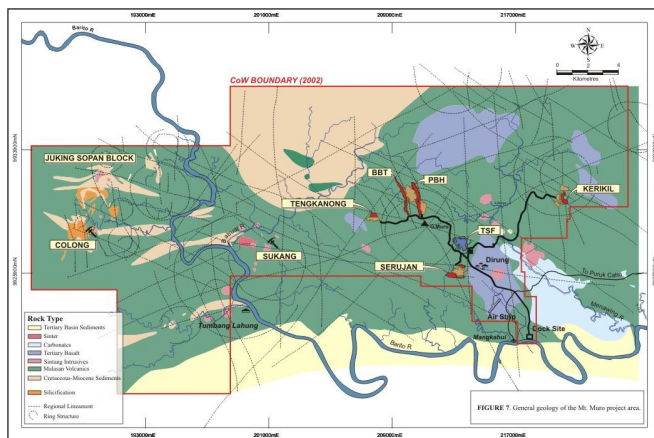 193000mE
201000mE
209000mE
217000mE
Barito R
N
W
E
S
0
2
4
Kilometres
CoW BOUNDARY (2002)
JUKING SOPAN BLOCK
BBT
PBH
TENGKANONG
KERIKIL
COLONG
SUKANG
TSF
Dirung
SERUJAN
To Puruk Cahu
Air Strip
Tumbang Lahung
Dock Site
Mangkahui
Barito R
Rock Type
Tertiary Basin Sediments
Sinter
Carbonates
Tertiary Basalt
Sintang Intrusives
Malasan Volcanics
Cretaceous-Miocene Sediments
Silicification
Regional Lineament
Ring Structure
FIGURE 7. General geology of the Mt. Muro project area.
193000mE
201000mE
209000mE
217000mE